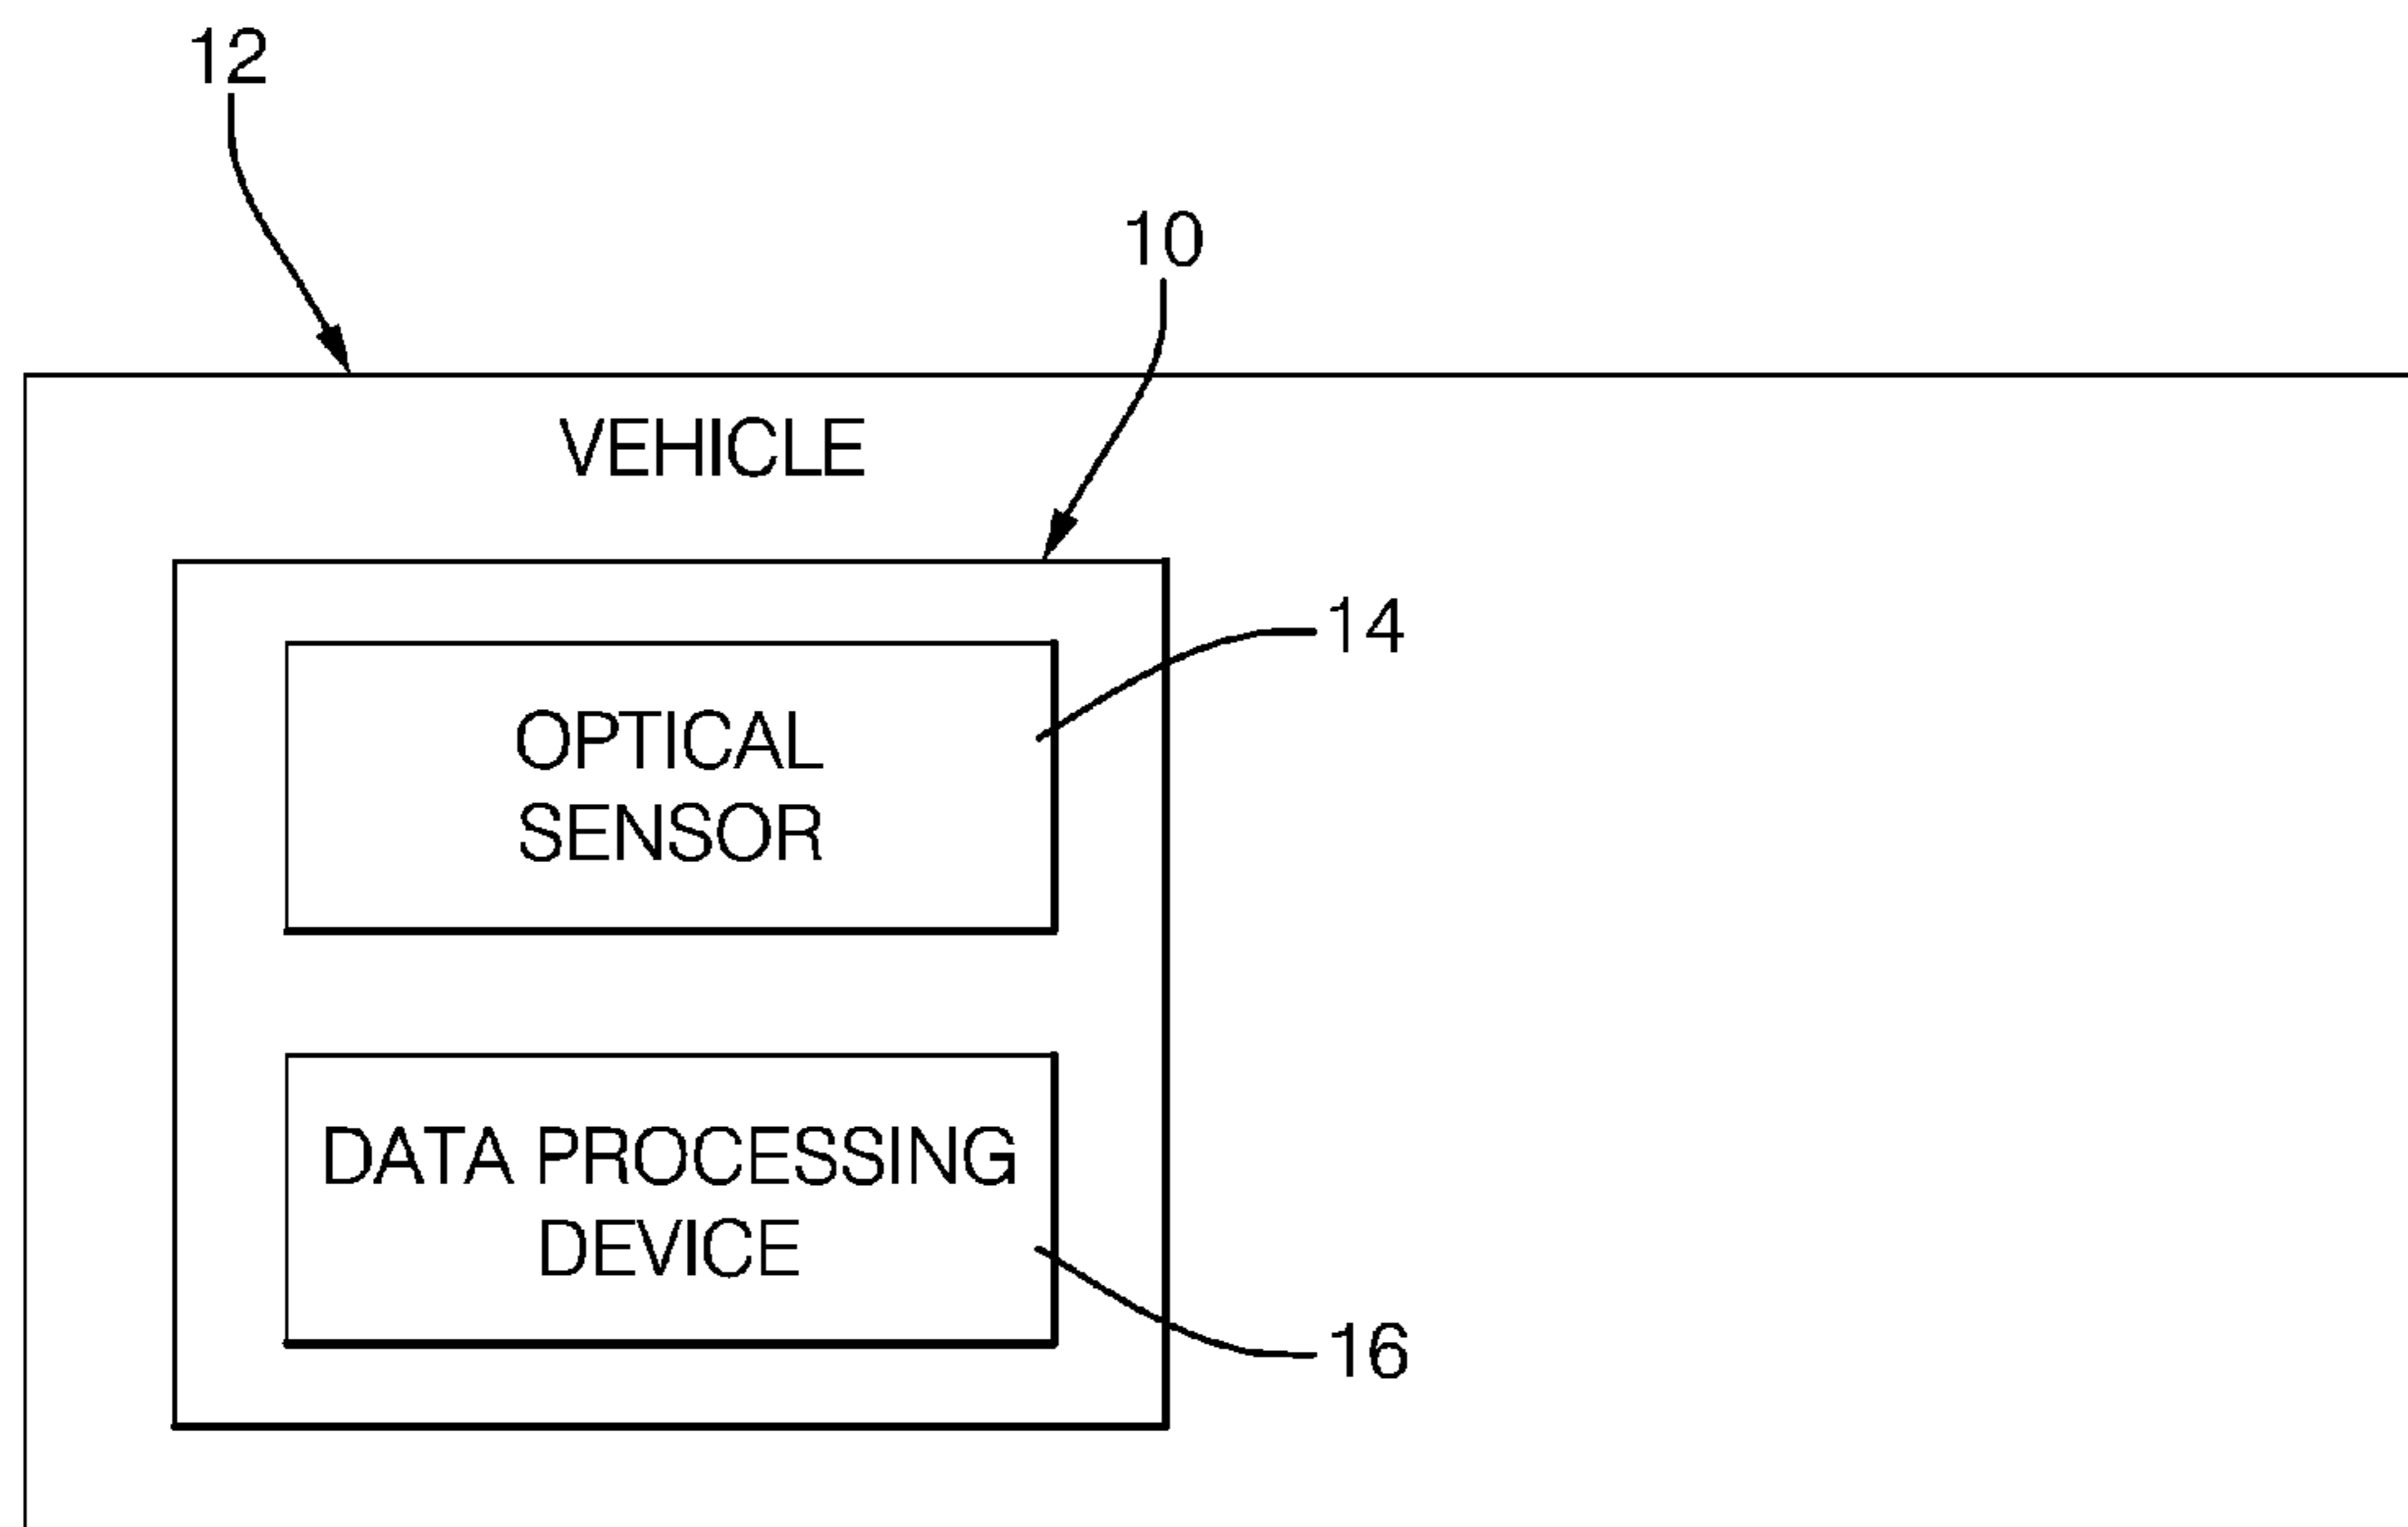 12
10
VEHICLE
14
OPTICAL
SENSOR
DATA PROCESSING
DEVICE
16